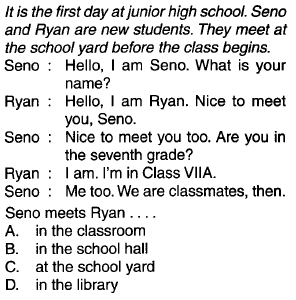 It is the first day at junior high school. Seno
and Ryan are new students. They meet at
the school yard before the class begins.
Seno : Hello, I am Seno. What is your
name?
Ryan : Hello, I am Ryan. Nice to meet
you, Seno.
Seno : Nice to meet you too. Are you in
the seventh grade?
Ryan : I am. I'm in Class VIIA.
Seno : Me too. We are classmates, then.
Seno meets Ryan . . . .
A. in the classroom
B. in the school hall
C. at the school yard
D. in the library